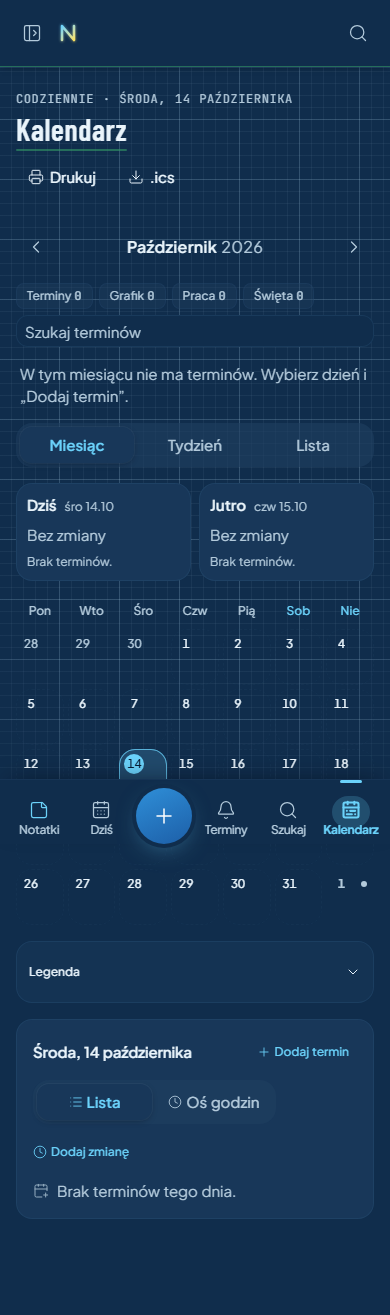 N
CODZIENNIE · ŚRODA, 14 PAŹDZIERNIKA
Kalendarz
Drukuj .ics
Październik 2026
Terminy 0 Grafik 0 Praca 0 Święta 0
Szukaj terminów
W tym miesiącu nie ma terminów. Wybierz dzień i
„Dodaj termin”.
Miesiąc Tydzień Lista
Dziś śro 14.10 Jutro czw 15.10
Bez zmiany Bez zmiany
Brak terminów. Brak terminów.
Pon Wto Śro Czw Pią Sob Nie
28 29 30 1 2 3 4
5 6 7 8 9 10 11
12 13 14 15 16 17 18
Notatki Dziś Terminy Szukaj Kalendarz
26 27 28 29 30 31 1
Legenda
Środa, 14 października Dodaj termin
Lista Oś godzin
Dodaj zmianę
Brak terminów tego dnia.